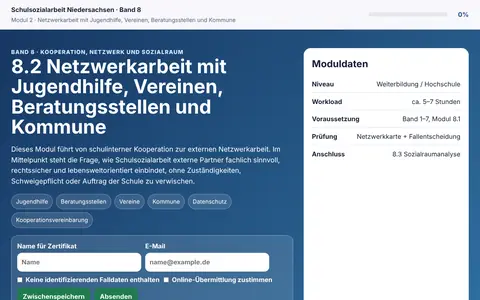 Schulsozialarbeit Niedersachsen · Band 8
Modul 2 · Netzwerkarbeit mit Jugendhilfe, Vereinen, Beratungsstellen und Kommune
0%
BAND 8 · KOOPERATION, NETZWERK UND SOZIALRAUM
8.2 Netzwerkarbeit mit
Jugendhilfe, Vereinen,
Beratungsstellen und
Kommune
Dieses Modul führt von schulinterner Kooperation zur externen Netzwerkarbeit. Im
Mittelpunkt steht die Frage, wie Schulsozialarbeit externe Partner fachlich sinnvoll,
rechtssicher und lebensweltorientiert einbindet, ohne Zuständigkeiten,
Schweigepflicht oder Auftrag der Schule zu verwischen.
Jugendhilfe
Beratungsstellen
Vereine
Kommune
Datenschutz
Kooperationsvereinbarung
Name für Zertifikat
E-Mail
Name
name@example.de
Keine identifizierenden Falldaten enthalten
Online-Übermittlung zustimmen
Zwischenspeichern
Absenden
Moduldaten
Niveau Weiterbildung / Hochschule
Workload ca. 5–7 Stunden
Voraussetzung Band 1–7, Modul 8.1
Prüfung Netzwerkkarte + Fallentscheidung
Anschluss 8.3 Sozialraumanalyse